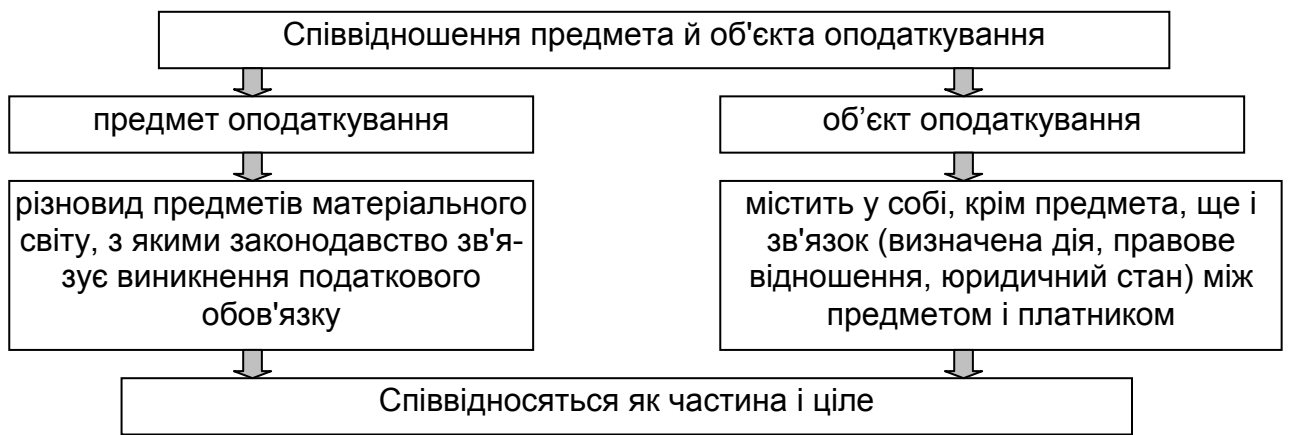 Співвідношення предмета й об'єкта оподаткування
предмет оподаткування
об’єкт оподаткування
різновид предметів матеріального
світу, з якими законодавство зв'я-
зує виникнення податкового
обов'язку
містить у собі, крім предмета, ще і
зв'язок (визначена дія, правове
відношення, юридичний стан) між
предметом і платником
Співвідносяться як частина і ціле